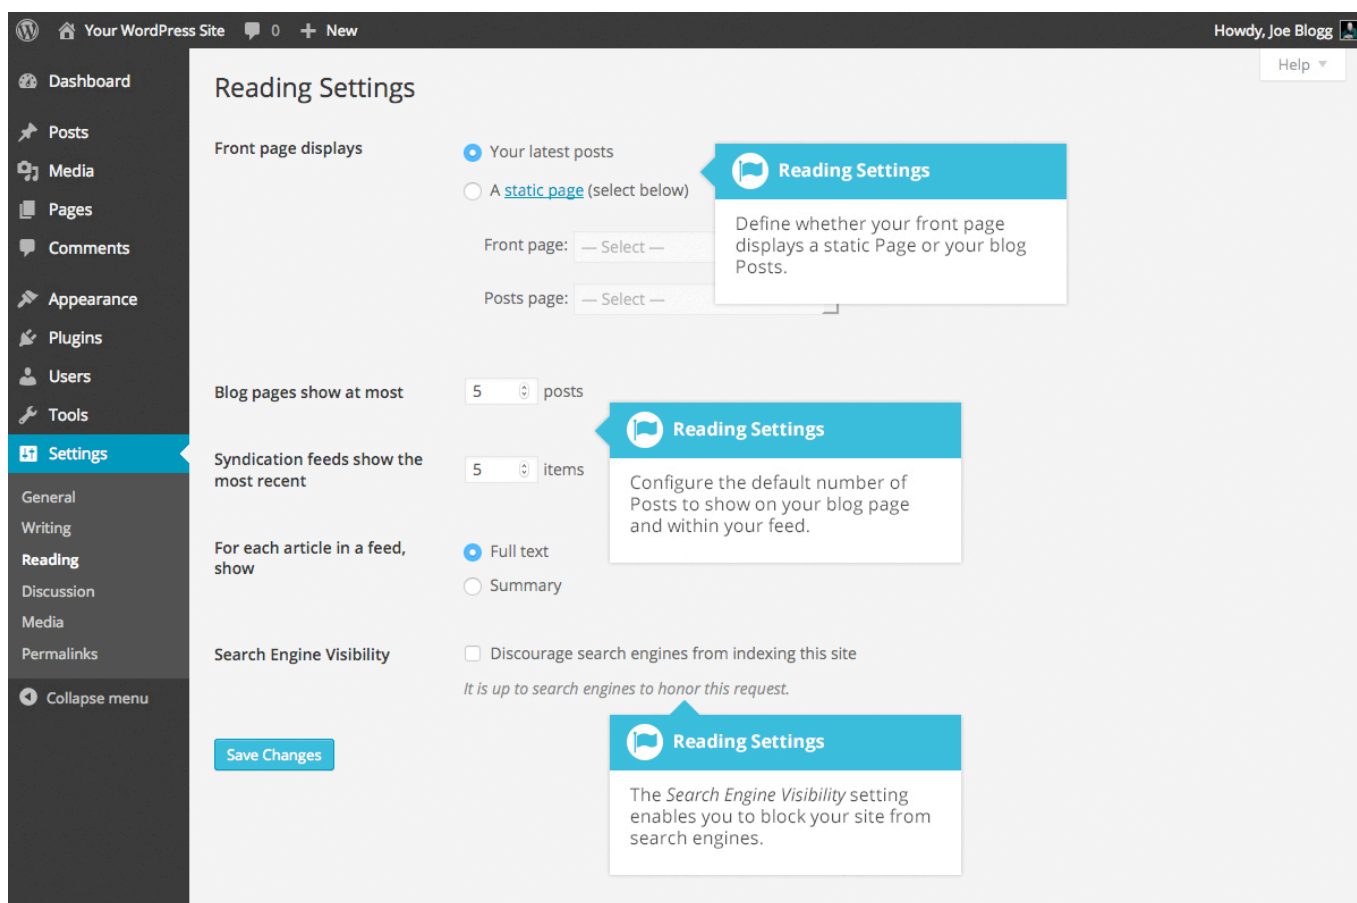 Your WordPress Site 0 New Howdy, Joe Blogg
Help
Dashboard
Posts
Media
Pages
Comments
Appearance
Plugins
Users
Tools
Settings
General
Writing
Reading
Discussion
Media
Permalinks
Collapse menu
Reading Settings
Front page displays
Your latest posts
A static page (select below)
Front page: — Select —
Posts page: — Select —
Reading Settings
Define whether your front page
displays a static Page or your blog
Posts.
Blog pages show at most 5 posts
Syndication feeds show the
most recent
5 items
Reading Settings
Configure the default number of
Posts to show on your blog page
and within your feed.
For each article in a feed,
show
Full text
Summary
Search Engine Visibility
Discourage search engines from indexing this site
It is up to search engines to honor this request.
Reading Settings
The Search Engine Visibility setting
enables you to block your site from
search engines.
Save Changes